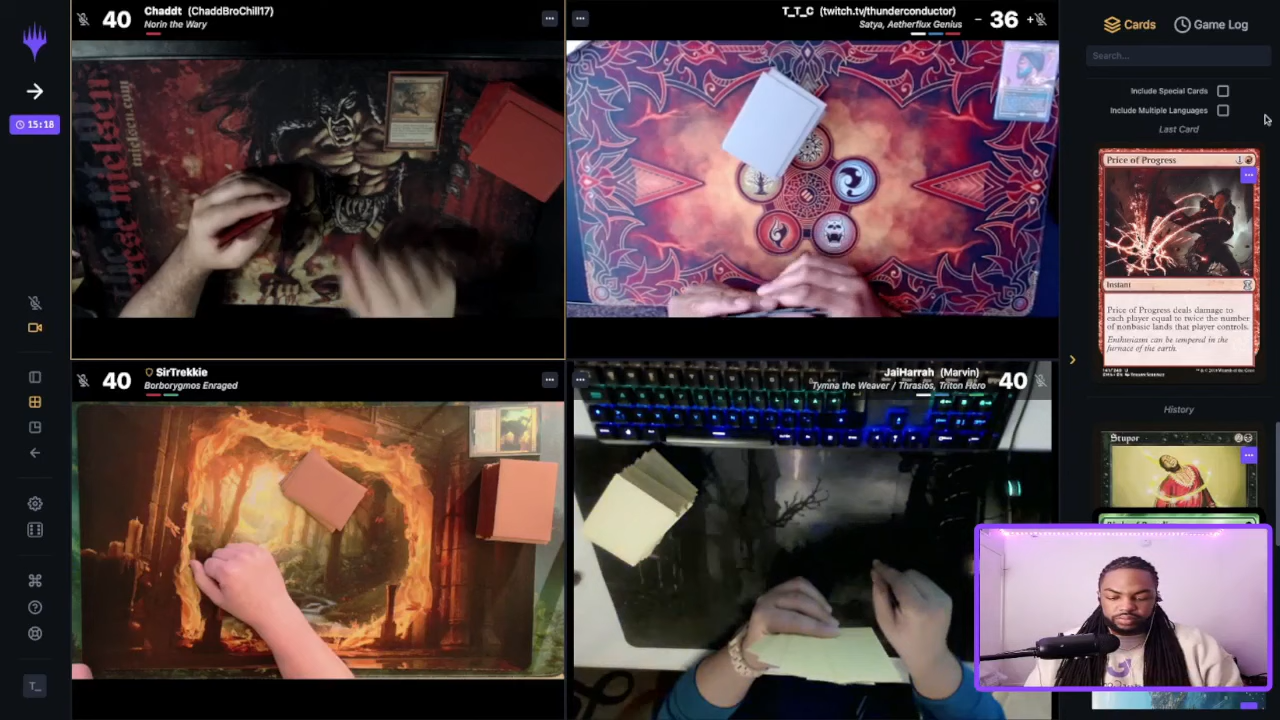 Chaddt (ChaddBroChill17)
40
Norin the Wary
T_T_C (twitch.tv/thunderconductor)
- 36 +
Satya, Aetherflux Genius
Cards
Game Log
Search...
15:18
Include Special Cards
Include Multiple Languages
Last Card
Price of Progress
Instant
Price of Progress deals damage to
each player equal to twice the number
of nonbasic lands that player controls.
Enthusiasts can be tempered in the
furnace of the earth.
SirTrekkie
40
Borborygmos Enraged
JaiHarrah (Marvin)
40
Tymna the Weaver / Thrasios, Triton Hero
History
Stupor
T_